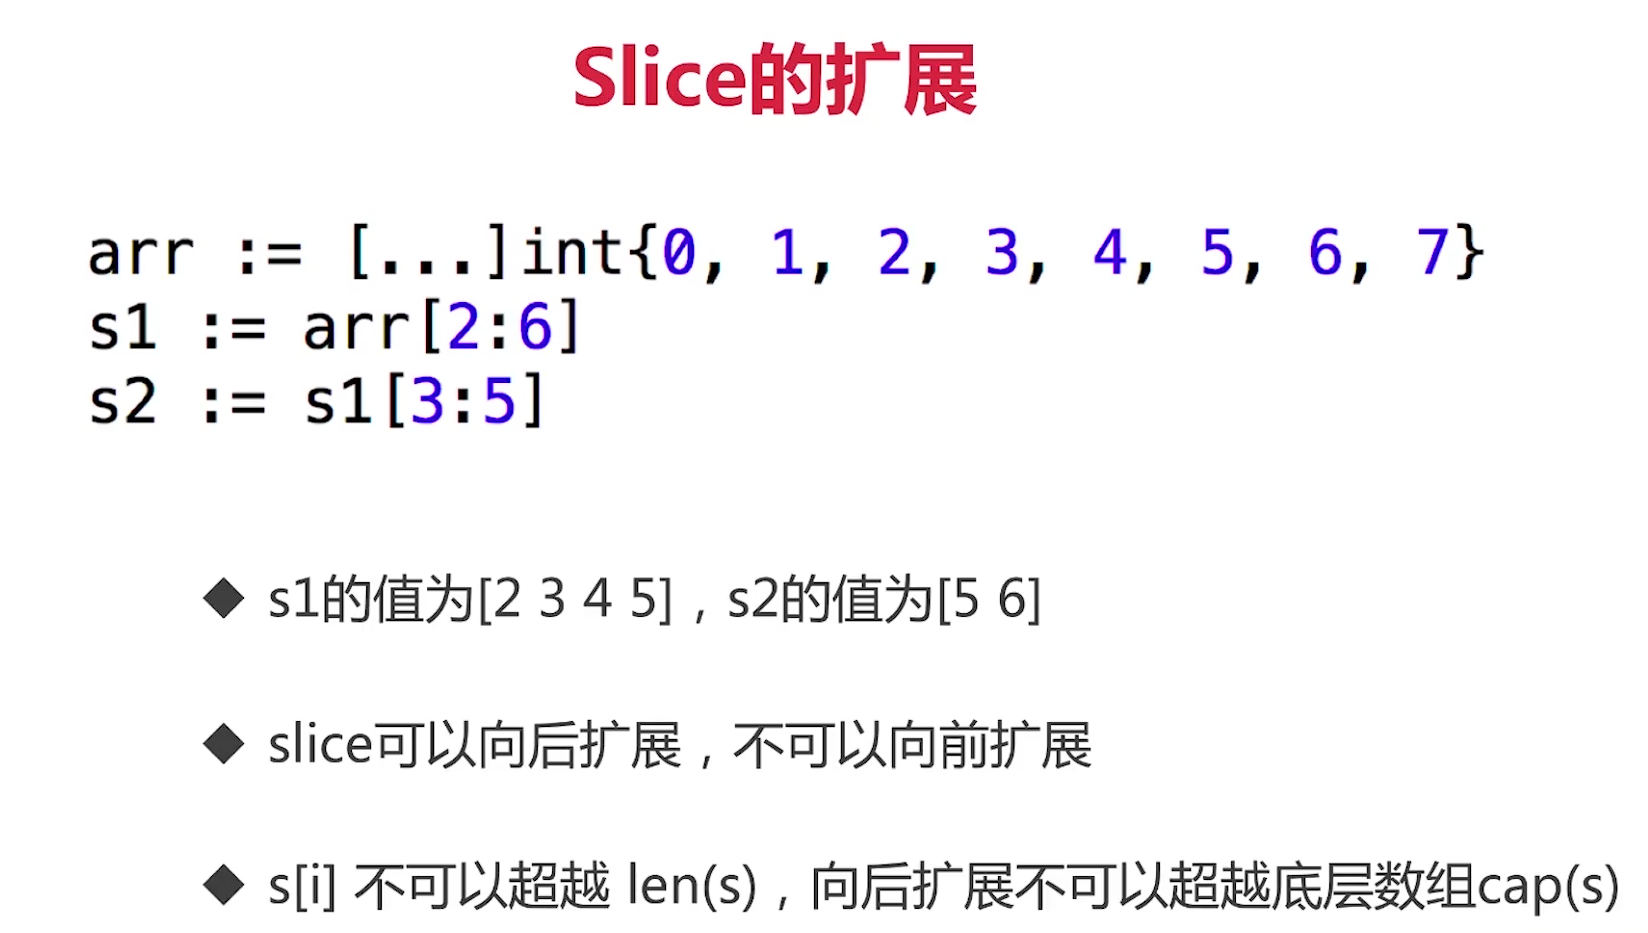 Slice的扩展
arr := [...]int{0, 1, 2, 3, 4, 5, 6, 7}
s1 := arr[2:6]
s2 := s1[3:5]
◆ s1的值为[2 3 4 5]，s2的值为[5 6]
◆ slice可以向后扩展，不可以向前扩展
◆ s[i] 不可以超越 len(s)，向后扩展不可以超越底层数组cap(s)